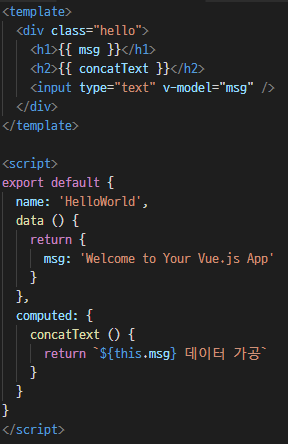 <template>
  <div class="hello">
    <h1>{{ msg }}</h1>
    <h2>{{ concatText }}</h2>
    <input type="text" v-model="msg" />
  </div>
</template>

<script>
export default {
  name: 'HelloWorld',
  data () {
    return {
      msg: 'Welcome to Your Vue.js App'
    }
  },
  computed: {
    concatText () {
      return `${this.msg} 데이터 가공`
    }
  }
}
</script>